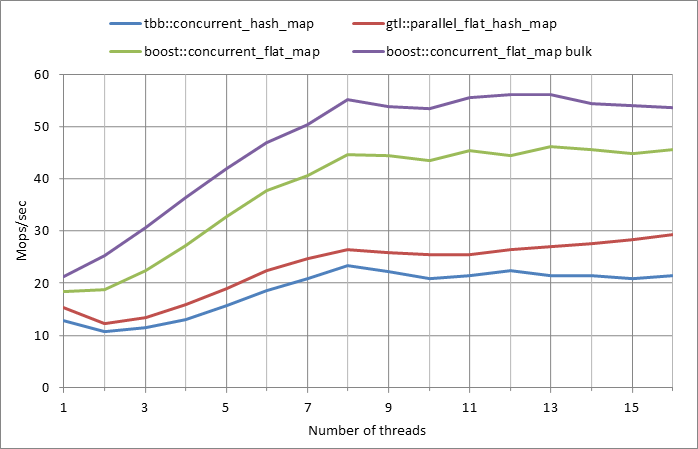 tbb::concurrent_hash_map gtl::parallel_flat_hash_map
boost::concurrent_flat_map boost::concurrent_flat_map bulk
60
50
40
30
20
10
0
Mops/sec
1 3 5 7 9 11 13 15
Number of threads